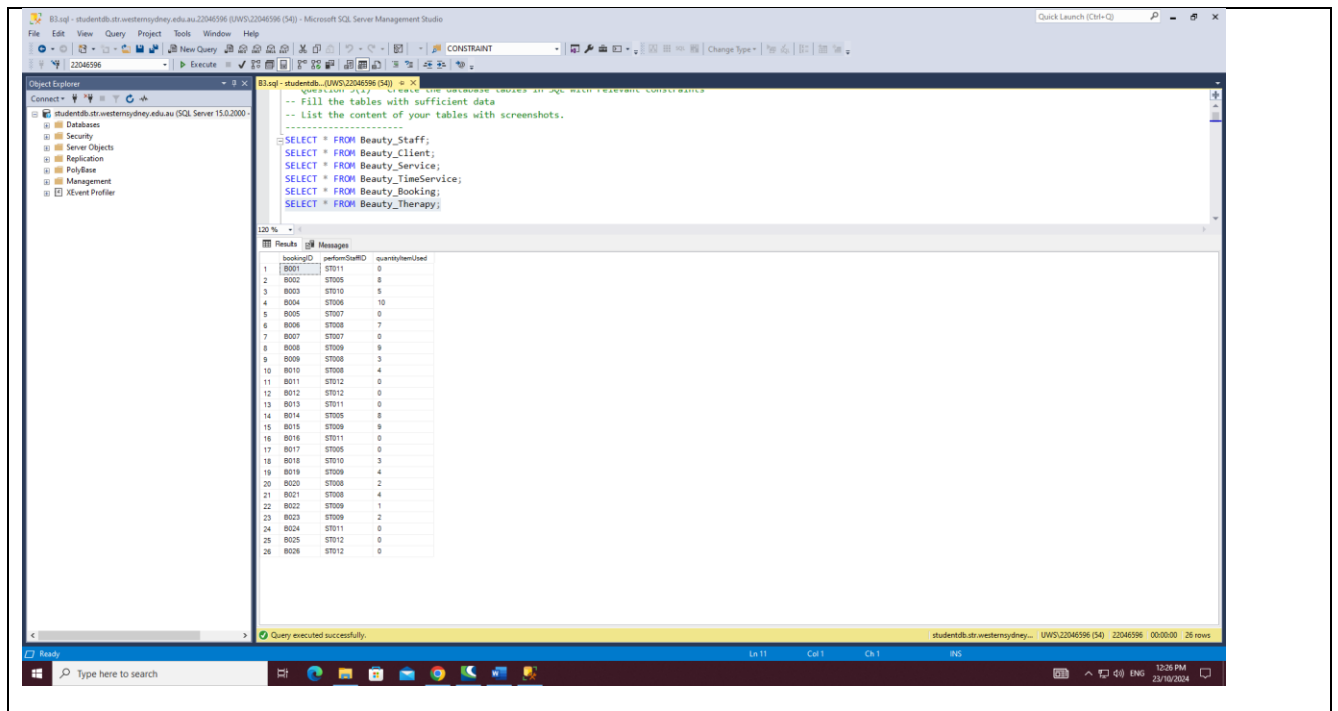 B3.sql - studentdb.str.westernsydney.edu.au.22046596 (UWS\22046596 (54)) - Microsoft SQL Server Management Studio
Quick Launch (Ctrl+Q)
File Edit View Query Project Tools Window Help
New Query
CONSTRAINT
Change Type
22046596
Execute
Object Explorer
B3.sql - studentdb...(UWS\22046596 (54))
Connect
studentdb.str.westernsydney.edu.au (SQL Server 15.0.2000 -
Databases
Security
Server Objects
Replication
PolyBase
Management
XEvent Profiler
Create the database tables in SQL with relevant constraints
-- Fill the tables with sufficient data
-- List the content of your tables with screenshots.
----------------------
SELECT * FROM Beauty_Staff;
SELECT * FROM Beauty_Client;
SELECT * FROM Beauty_Service;
SELECT * FROM Beauty_TimeService;
SELECT * FROM Beauty_Booking;
SELECT * FROM Beauty_Therapy;
120 %
Results Messages
bookingID performStaffID quantityItemUsed
1 B001 ST011 0
2 B002 ST005 8
3 B003 ST010 5
4 B004 ST006 10
5 B005 ST007 0
6 B006 ST008 7
7 B007 ST007 0
8 B008 ST009 9
9 B009 ST008 3
10 B010 ST008 4
11 B011 ST012 0
12 B012 ST012 0
13 B013 ST011 0
14 B014 ST005 8
15 B015 ST009 9
16 B016 ST011 0
17 B017 ST005 0
18 B018 ST010 3
19 B019 ST009 4
20 B020 ST008 2
21 B021 ST008 4
22 B022 ST009 1
23 B023 ST009 2
24 B024 ST011 0
25 B025 ST012 0
26 B026 ST012 0
Query executed successfully.
studentdb.str.westernsydney... UWS\22046596 (54) 22046596 00:00:00 26 rows
Ready
Ln 11 Col 1 Ch 1 INS
Type here to search
ENG
12:26 PM
23/10/2024